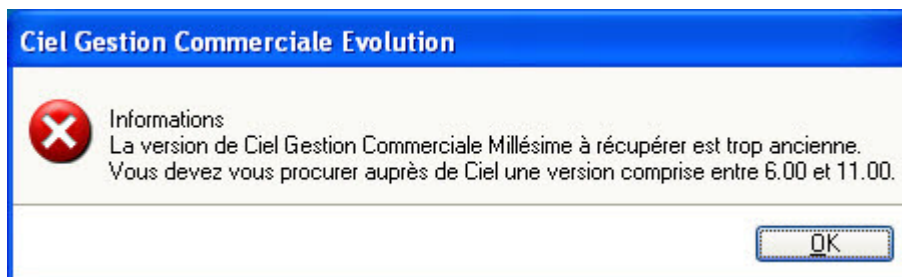 Ciel Gestion Commerciale Evolution
Informations
La version de Ciel Gestion Commerciale Millésime à récupérer est trop ancienne.
Vous devez vous procurer auprès de Ciel une version comprise entre 6.00 et 11.00.
OK